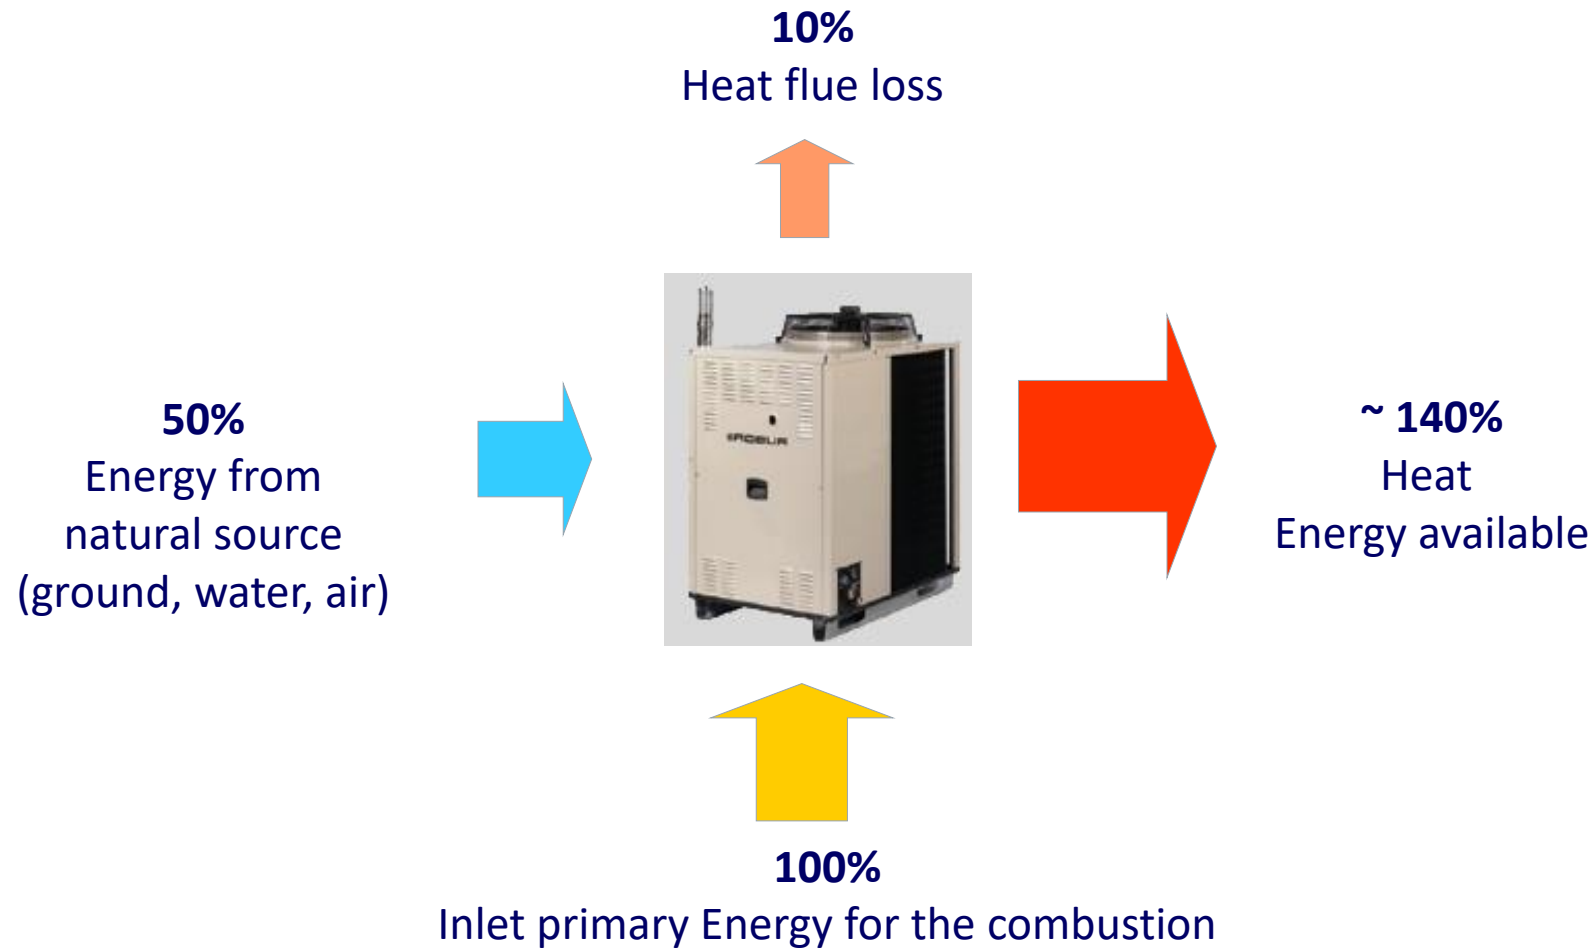 10%
Heat flue loss
50%
Energy from
natural source
(ground, water, air)
ROBUR
~ 140%
Heat
Energy available
100%
Inlet primary Energy for the combustion